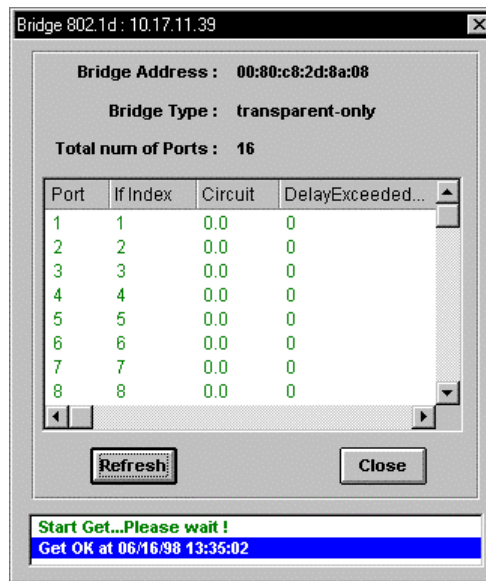 Bridge 802.1d : 10.17.11.39
Bridge Address : 00:80:c8:2d:8a:08
Bridge Type : transparent-only
Total num of Ports : 16
Port If Index Circuit DelayExceeded...
1 1 0.0 0
2 2 0.0 0
3 3 0.0 0
4 4 0.0 0
5 5 0.0 0
6 6 0.0 0
7 7 0.0 0
8 8 0.0 0
Refresh Close
Start Get...Please wait !
Get OK at 06/16/98 13:35:02